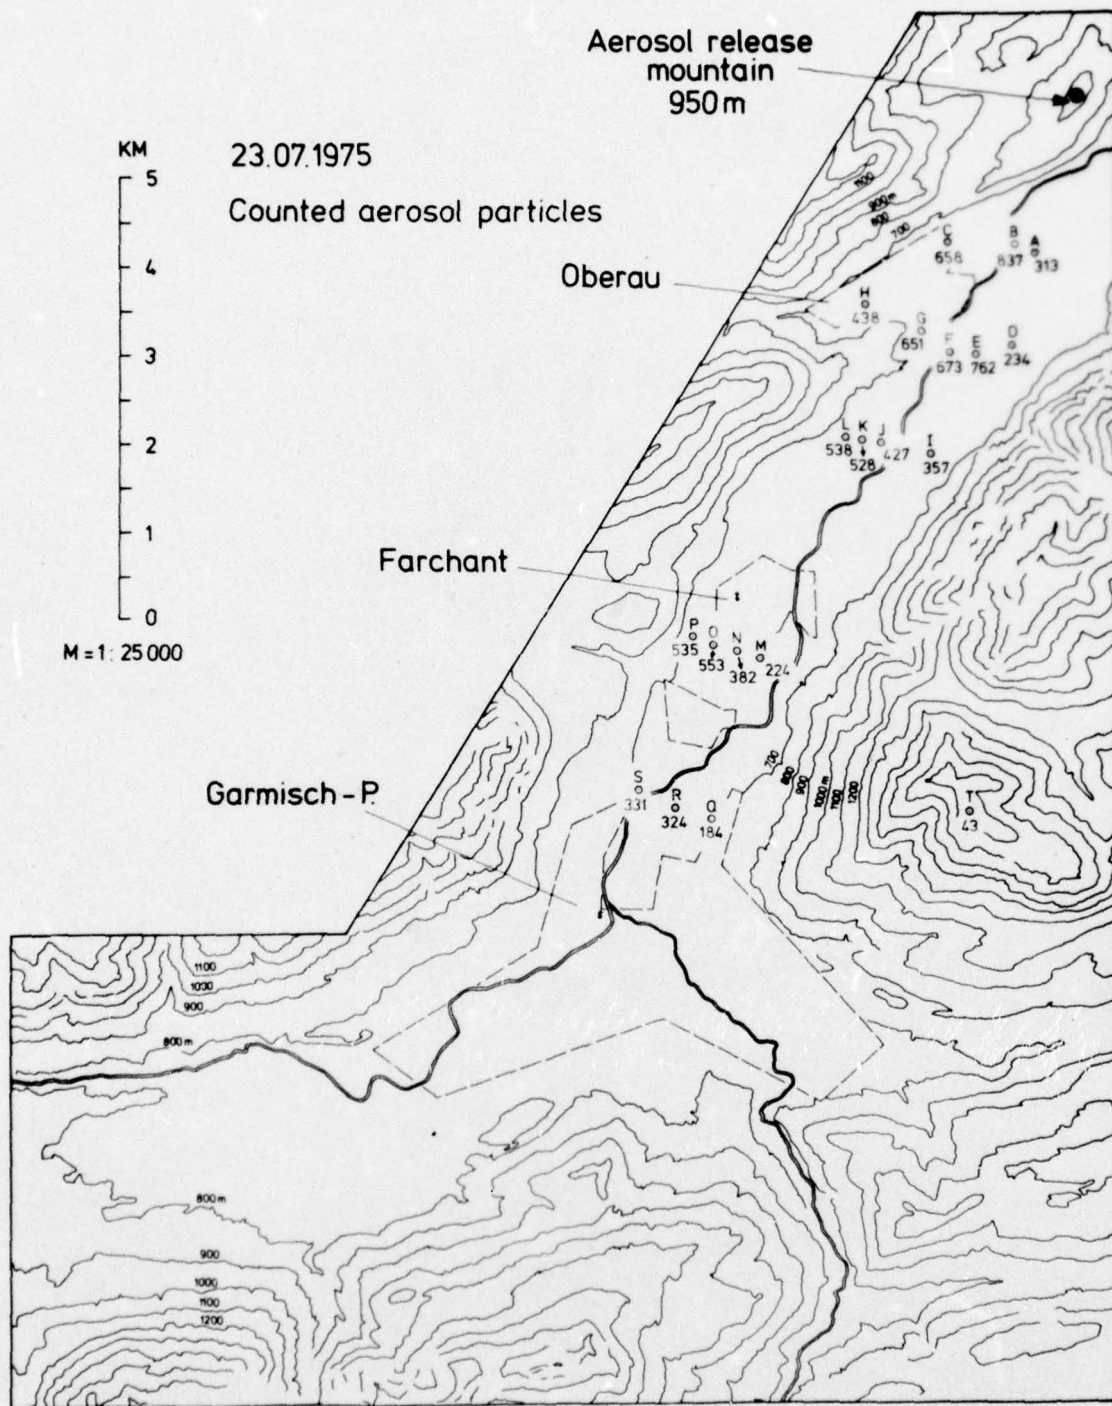 Aerosol release
mountain
950 m
KM
23.07.1975
Counted aerosol particles
5
4
3
2
1
0
M = 1 : 25 000
Oberau
Farchant
Garmisch - P.
1100
900 m
800
700
C
658
B
837
A
313
H
438
G
651
F
673
E
762
D
234
L
538
K
528
J
427
I
357
P
535
O
553
N
382
M
224
S
331
R
324
Q
184
T
43
700
800
900
1000 m
1100
1200
1100
1000
900
800 m
800 m
900
1000
1100
1200